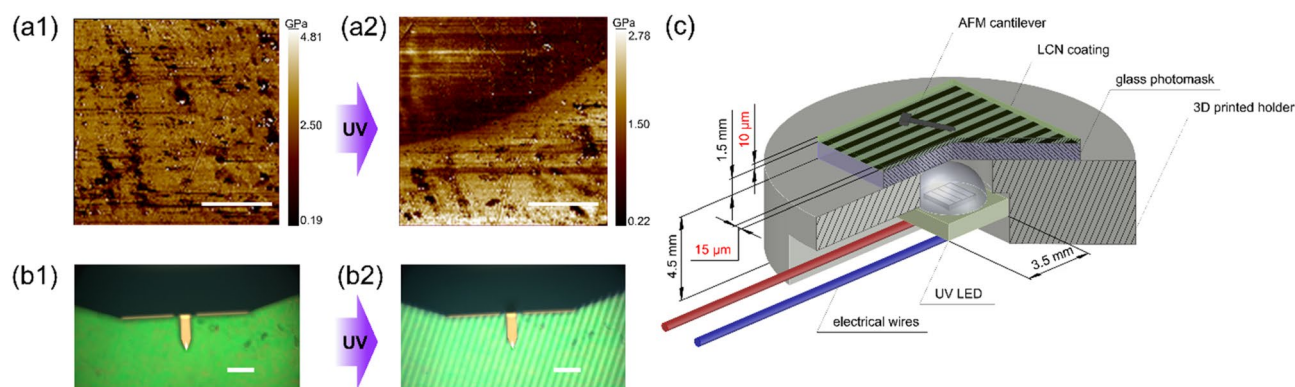 (a1)
GPa
4.81
2.50
0.19
UV
(a2)
GPa
2.78
1.50
0.22
(b1)
UV
(b2)
(c)
AFM cantilever
LCN coating
glass photomask
3D printed holder
1.5 mm
10 µm
4.5 mm
15 µm
3.5 mm
UV LED
electrical wires